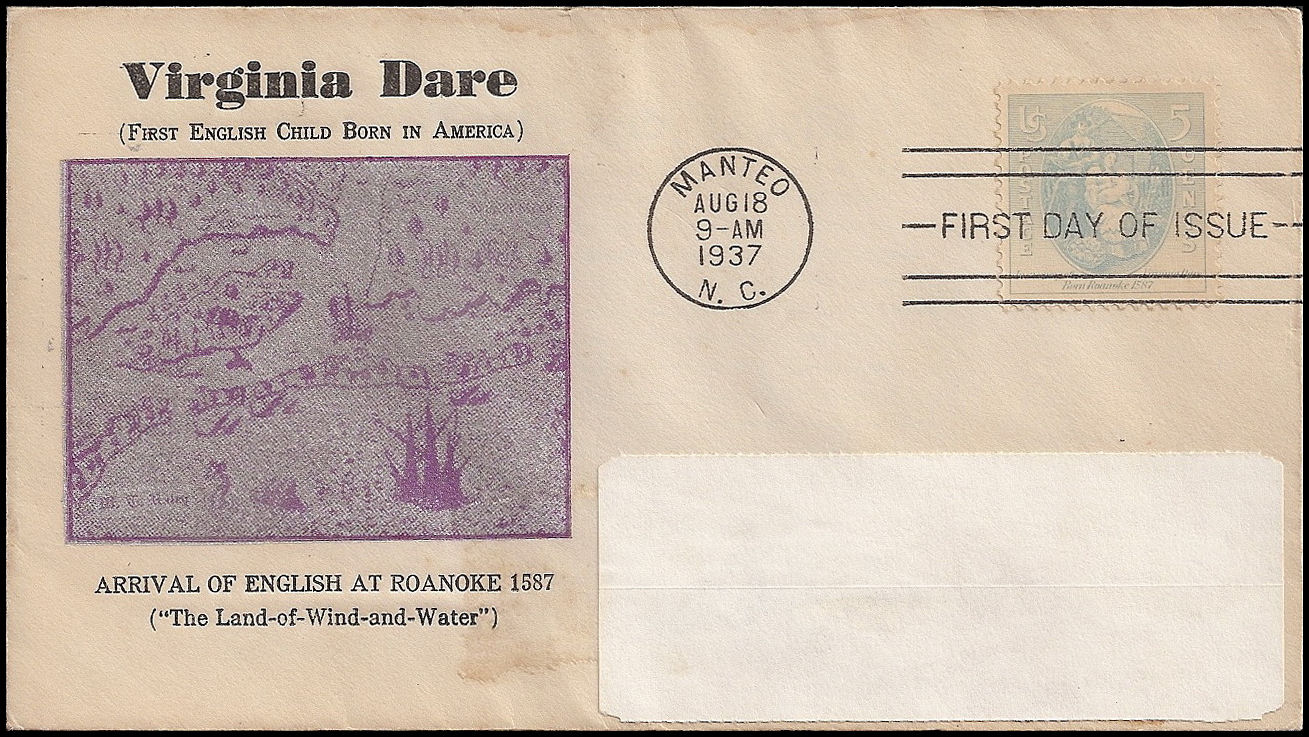 Virginia Dare
(FIRST ENGLISH CHILD BORN IN AMERICA)
ARRIVAL OF ENGLISH AT ROANOKE 1587
("The Land-of-Wind-and-Water")
MANTEO
AUG 18
9-AM
1937
N. C.
US 5
POSTAGE
CENTS
Born Roanoke 1587
FIRST DAY OF ISSUE